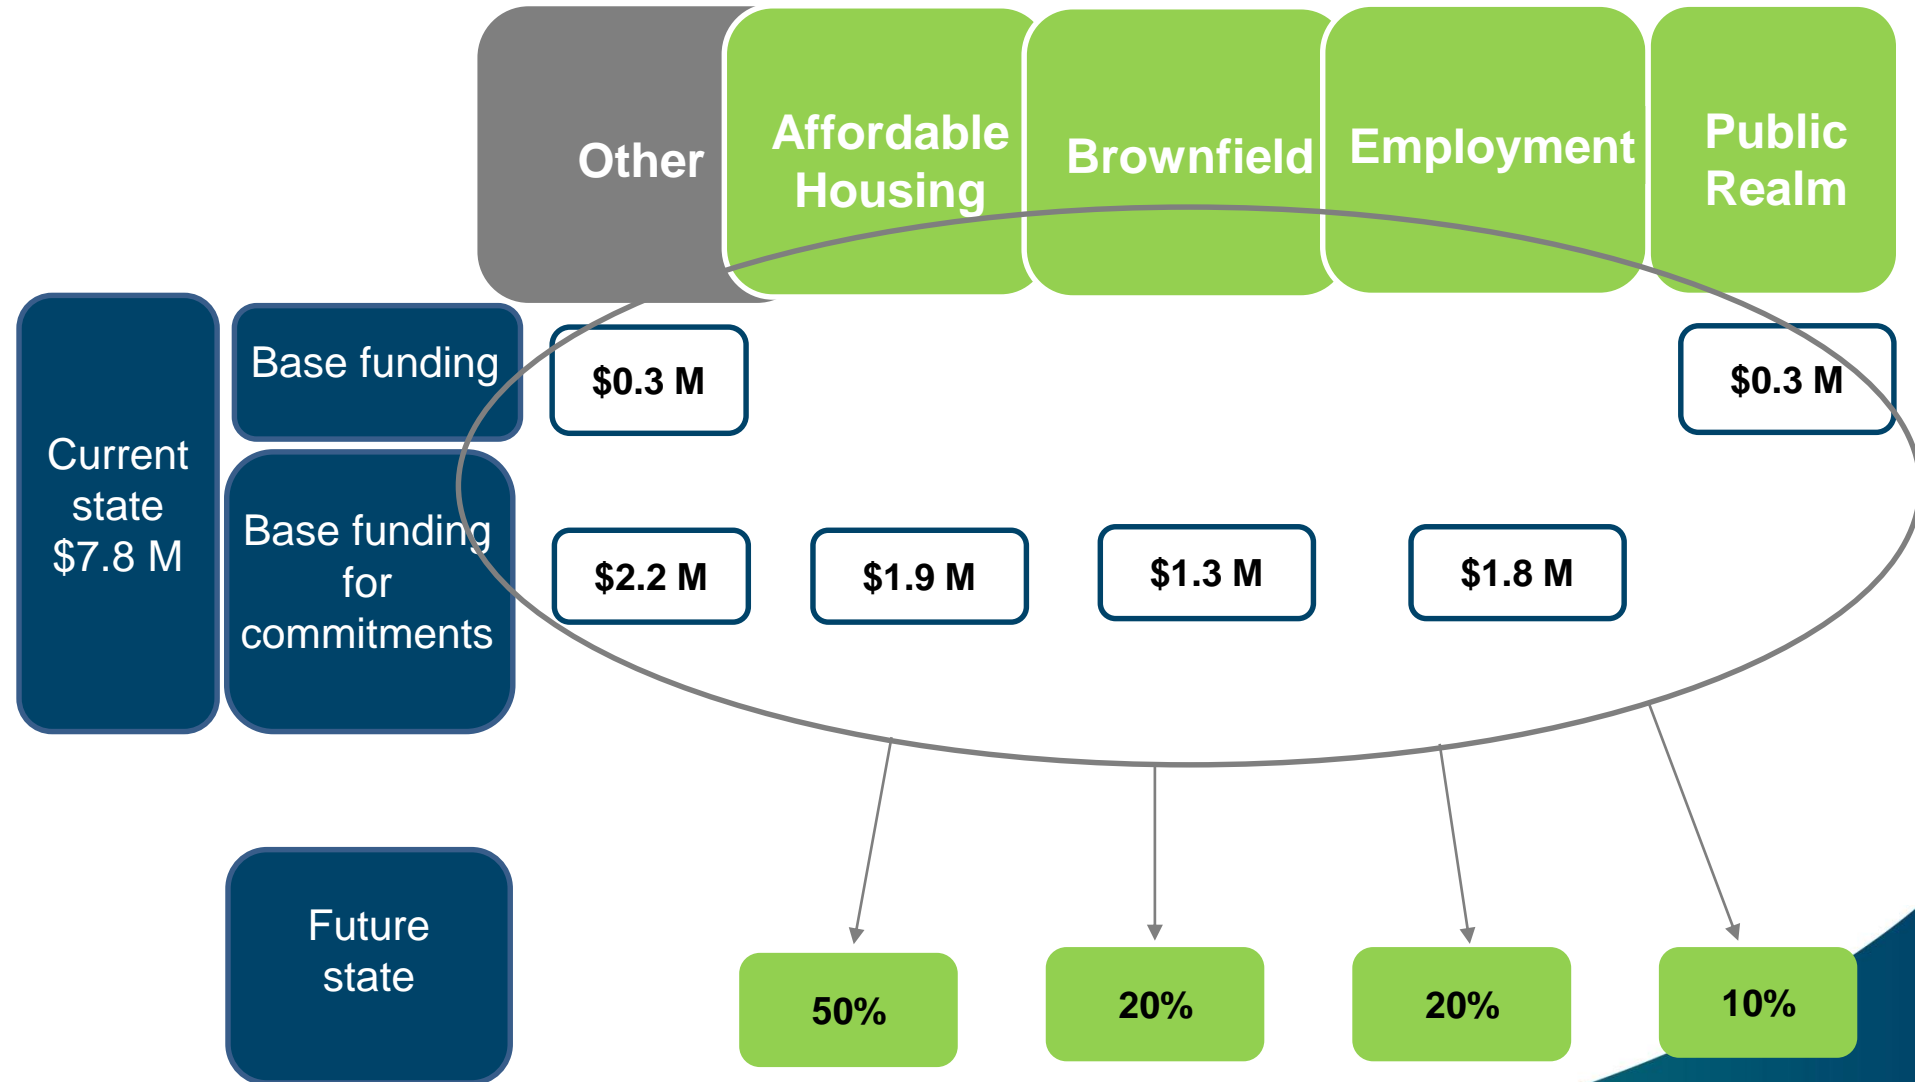 Other
Affordable
Housing
Brownfield
Employment
Public
Realm
Current
state
$7.8 M
Base funding
$0.3 M
$0.3 M
Base funding
for
commitments
$2.2 M
$1.9 M
$1.3 M
$1.8 M
Future
state
50%
20%
20%
10%